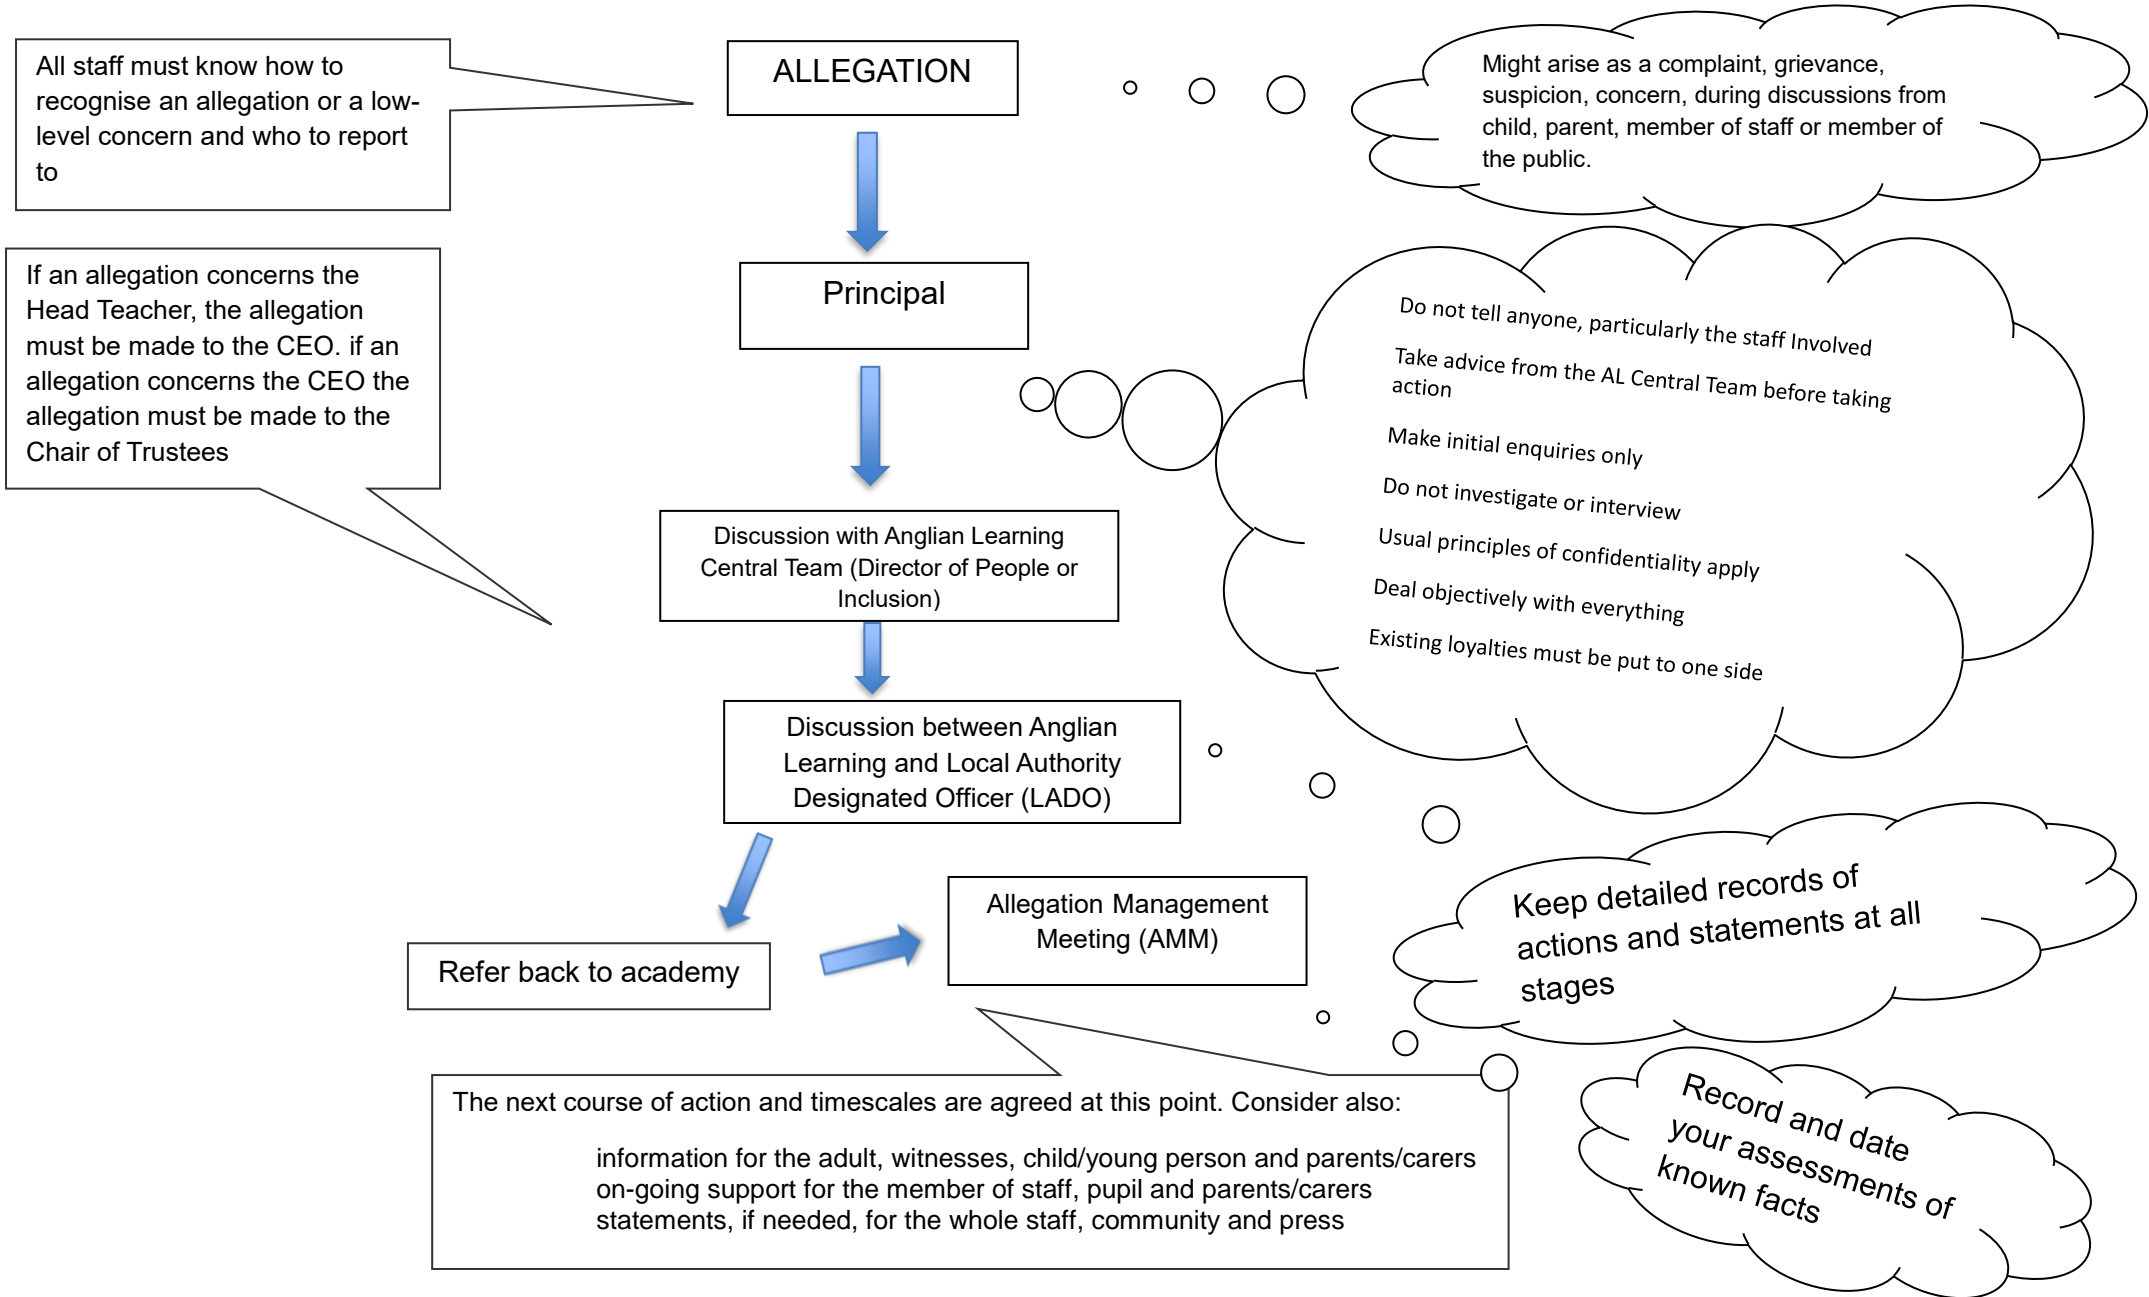 All staff must know how to
recognise an allegation or a low-
level concern and who to report
to
ALLEGATION
Might arise as a complaint, grievance,
suspicion, concern, during discussions from
child, parent, member of staff or member of
the public.
If an allegation concerns the
Head Teacher, the allegation
must be made to the CEO. if an
allegation concerns the CEO the
allegation must be made to the
Chair of Trustees
Principal
Do not tell anyone, particularly the staff Involved
Take advice from the AL Central Team before taking
action
Make initial enquiries only
Do not investigate or interview
Usual principles of confidentiality apply
Deal objectively with everything
Existing loyalties must be put to one side
Discussion with Anglian Learning
Central Team (Director of People or
Inclusion)
Discussion between Anglian
Learning and Local Authority
Designated Officer (LADO)
Keep detailed records of
actions and statements at all
stages
Allegation Management
Meeting (AMM)
Refer back to academy
Record and date
your assessments of
known facts
The next course of action and timescales are agreed at this point. Consider also:
information for the adult, witnesses, child/young person and parents/carers
on-going support for the member of staff, pupil and parents/carers
statements, if needed, for the whole staff, community and press